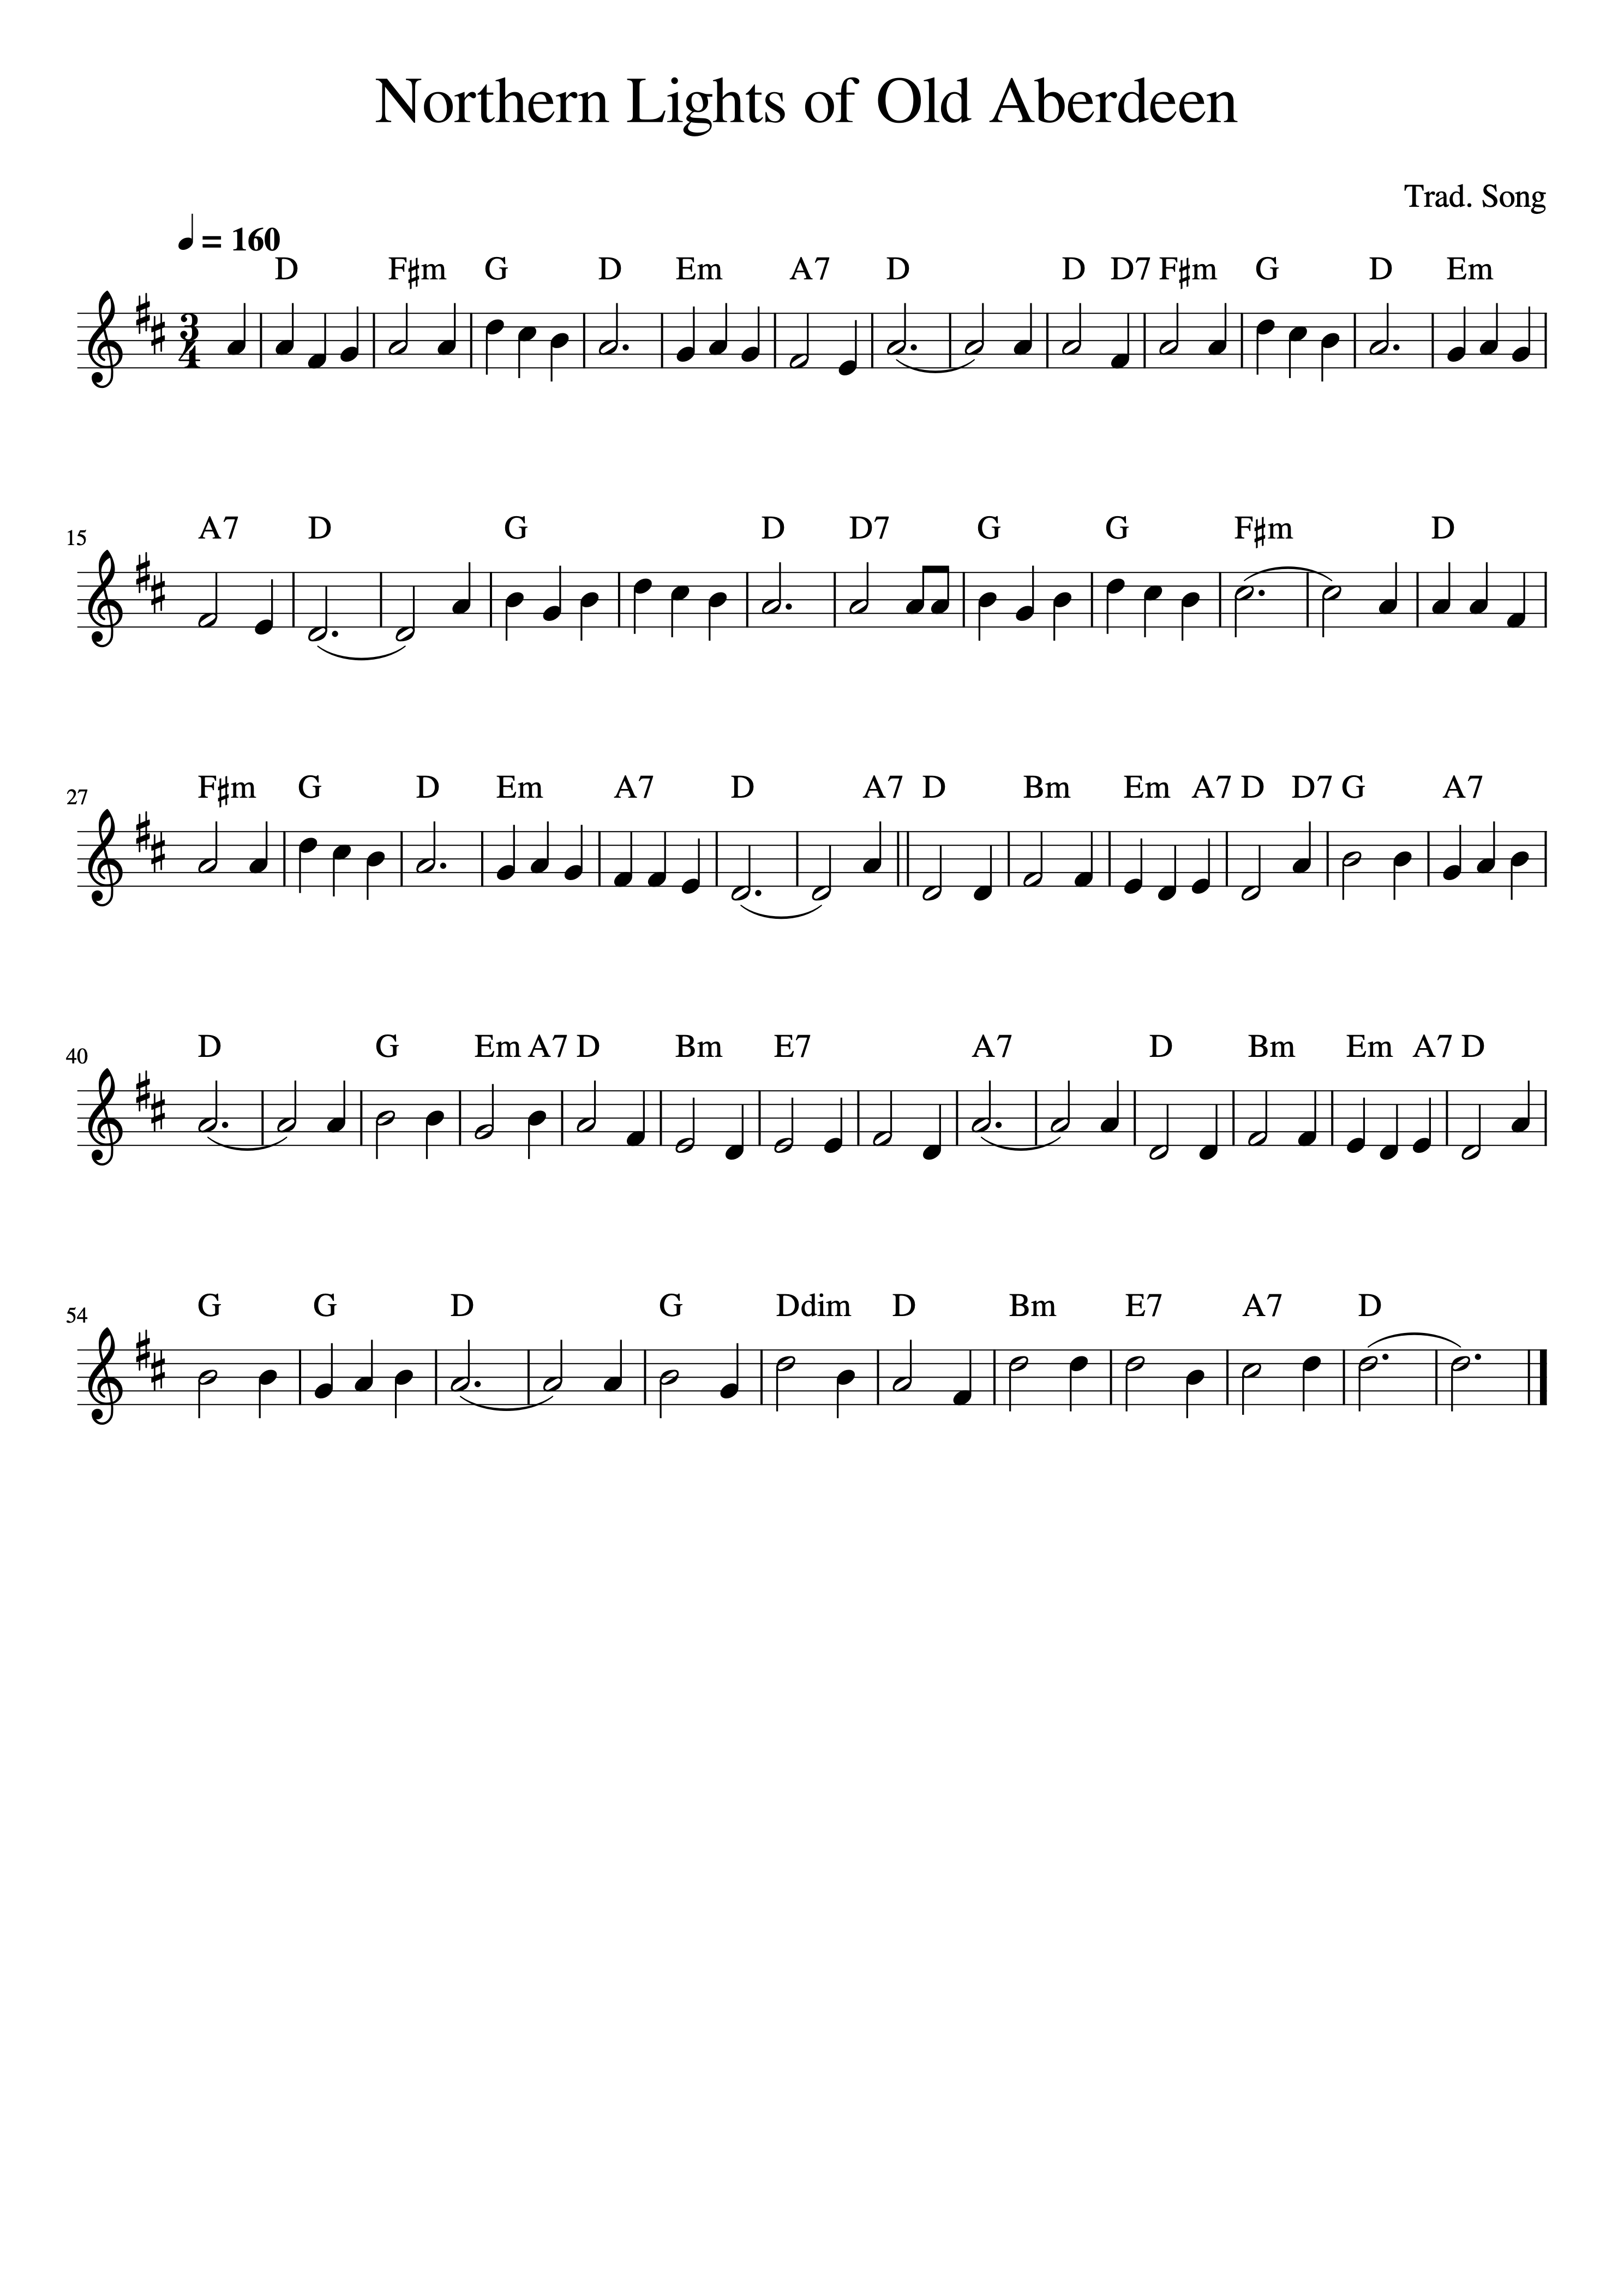 Northern Lights of Old Aberdeen
Trad. Song
♩ = 160
D F♯m G D Em A7 D D D7 F♯m G D Em
3
4
15
A7 D G D D7 G G F♯m D
27
F♯m G D Em A7 D A7 D Bm Em A7 D D7 G A7
40
D G Em A7 D Bm E7 A7 D Bm Em A7 D
54
G G D G Ddim D Bm E7 A7 D